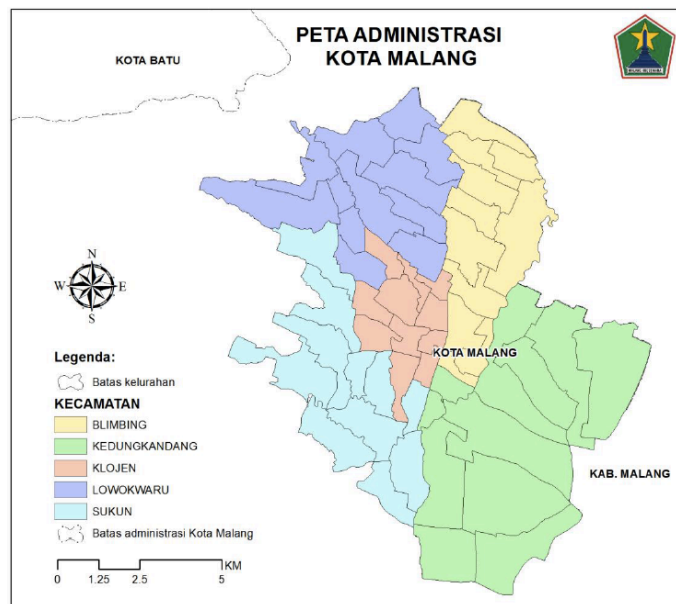 PETA ADMINISTRASI
KOTA MALANG
KOTA BATU
N
W E
S
KOTA MALANG
KAB. MALANG
Legenda:
Batas kelurahan
KECAMATAN
BLIMBING
KEDUNGKANDANG
KLOJEN
LOWOKWARU
SUKUN
Batas administrasi Kota Malang
KM
0 1.25 2.5 5